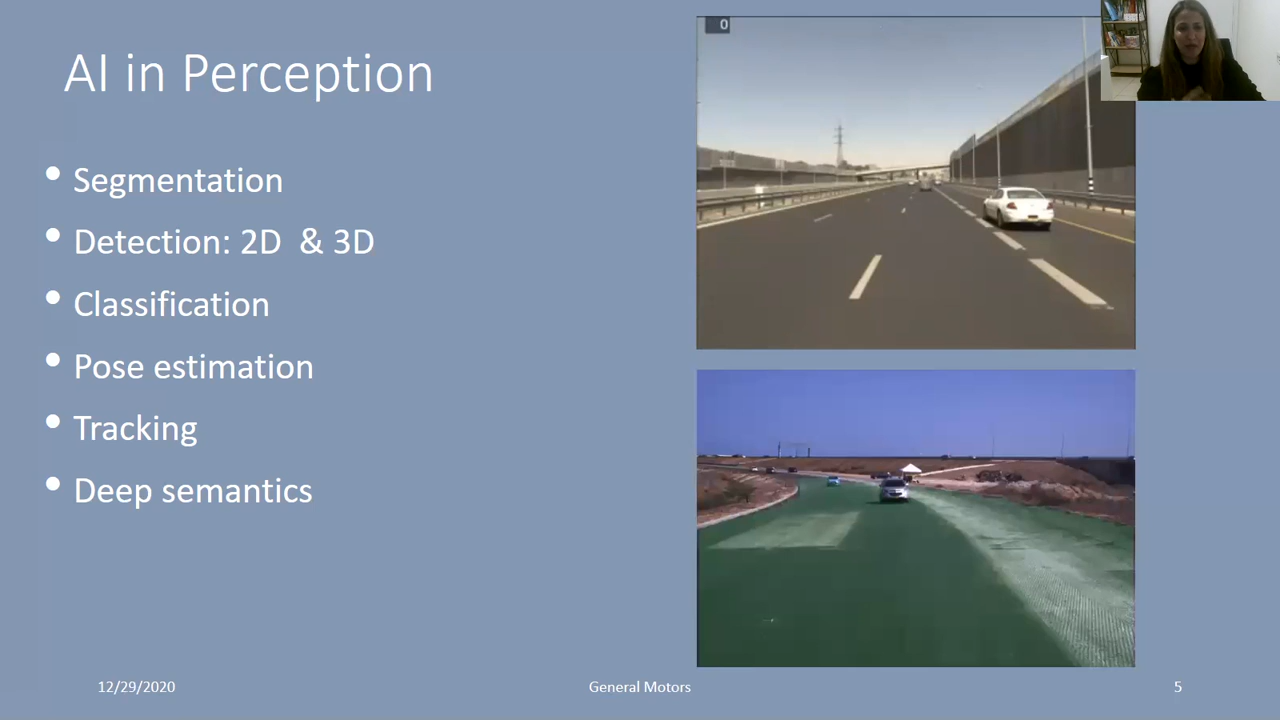 AI in Perception
• Segmentation
• Detection: 2D & 3D
• Classification
• Pose estimation
• Tracking
• Deep semantics
0
12/29/2020
General Motors
5